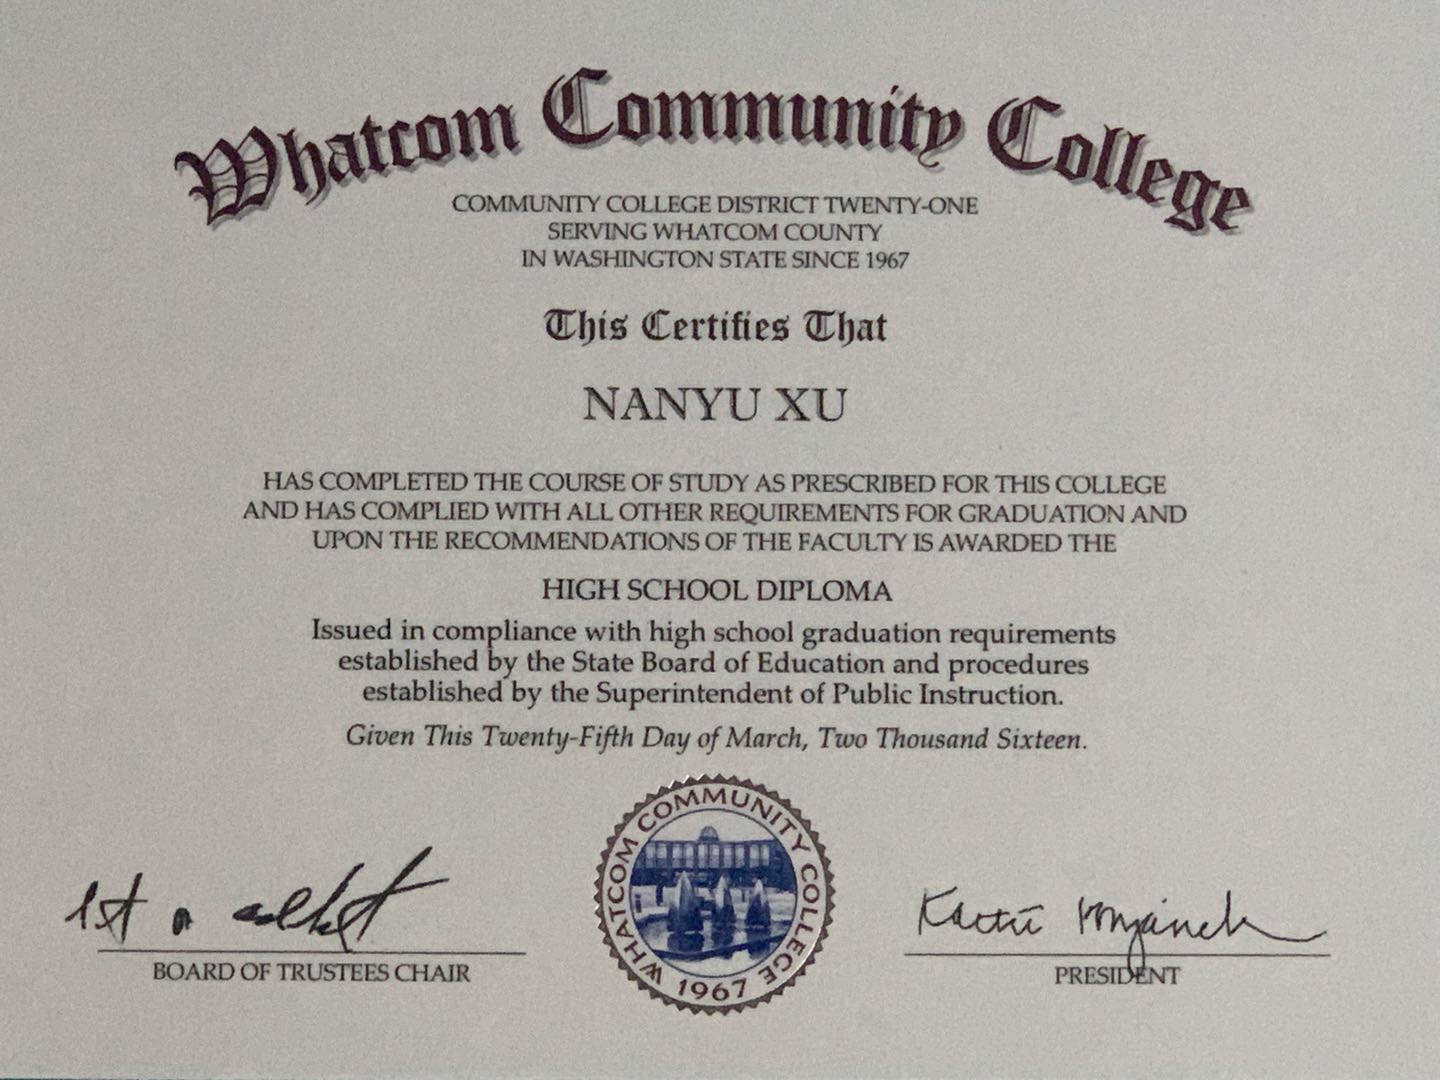 Whatcom Community College
COMMUNITY COLLEGE DISTRICT TWENTY-ONE
SERVING WHATCOM COUNTY
IN WASHINGTON STATE SINCE 1967
This Certifies That
NANYU XU
HAS COMPLETED THE COURSE OF STUDY AS PRESCRIBED FOR THIS COLLEGE
AND HAS COMPLIED WITH ALL OTHER REQUIREMENTS FOR GRADUATION AND
UPON THE RECOMMENDATIONS OF THE FACULTY IS AWARDED THE
HIGH SCHOOL DIPLOMA
Issued in compliance with high school graduation requirements
established by the State Board of Education and procedures
established by the Superintendent of Public Instruction.
Given This Twenty-Fifth Day of March, Two Thousand Sixteen.
WHATCOM COMMUNITY COLLEGE
1967
BOARD OF TRUSTEES CHAIR
PRESIDENT